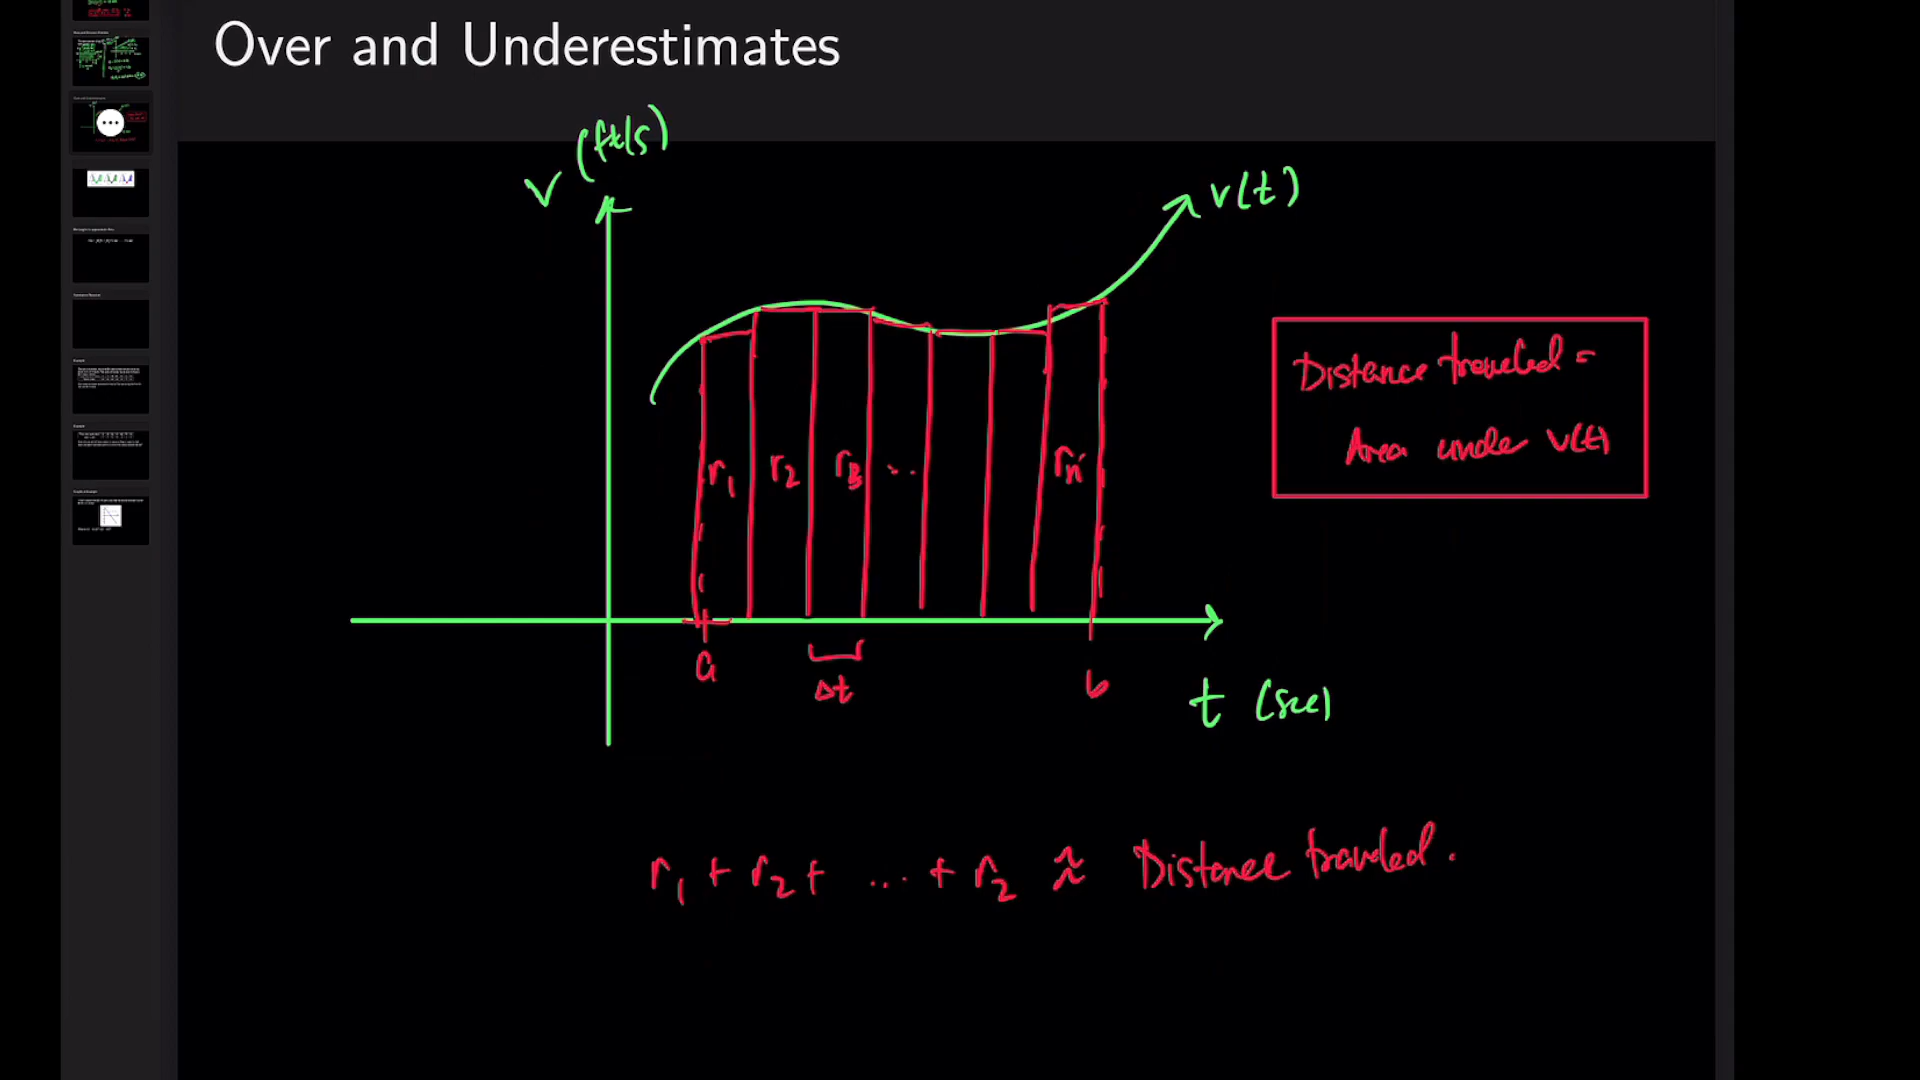 Over and Underestimates
V (ft/s)
v(t)
Distance traveled =
Area under v(t)
r1 r2 r3 ... rn
a
Δt
b
t (sec)
r1 + r2 + ... + r2 ≈ Distance traveled.